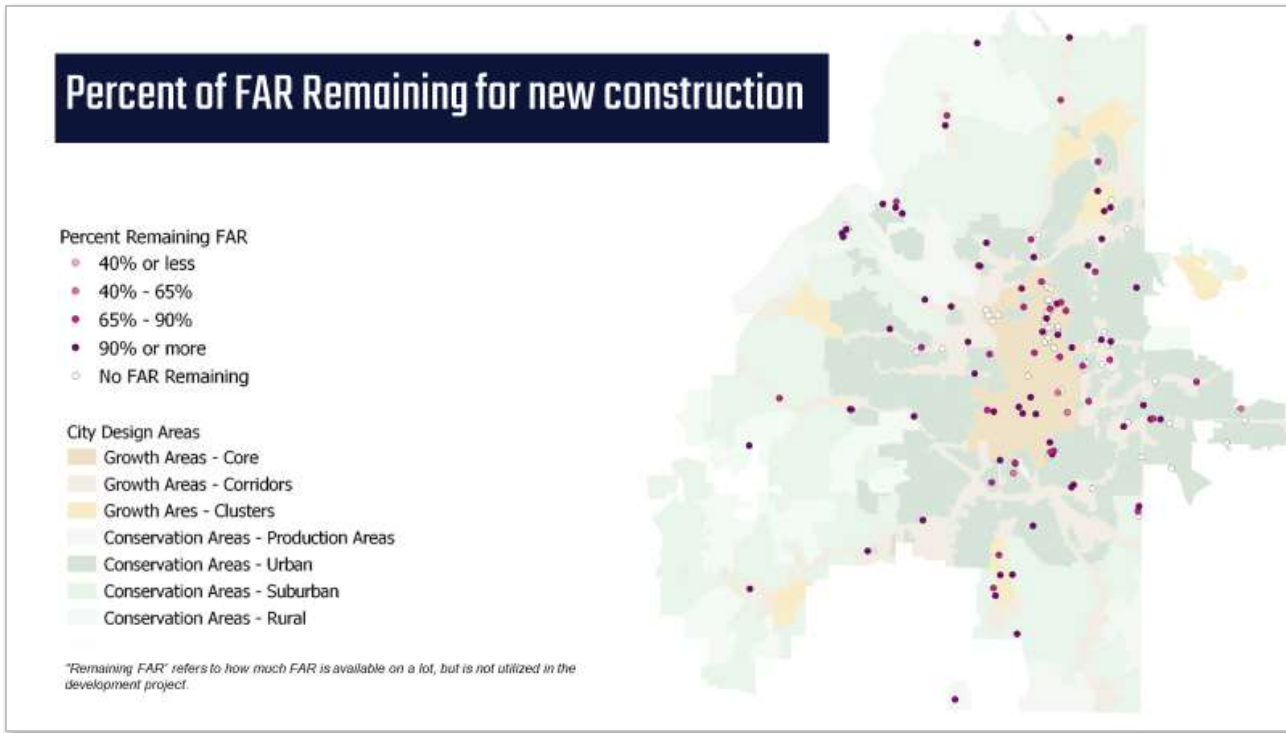 Percent of FAR Remaining for new construction
Percent Remaining FAR
40% or less
40% - 65%
65% - 90%
90% or more
No FAR Remaining
City Design Areas
Growth Areas - Core
Growth Areas - Corridors
Growth Ares - Clusters
Conservation Areas - Production Areas
Conservation Areas - Urban
Conservation Areas - Suburban
Conservation Areas - Rural
"Remaining FAR" refers to how much FAR is available on a lot, but is not utilized in the
development project.